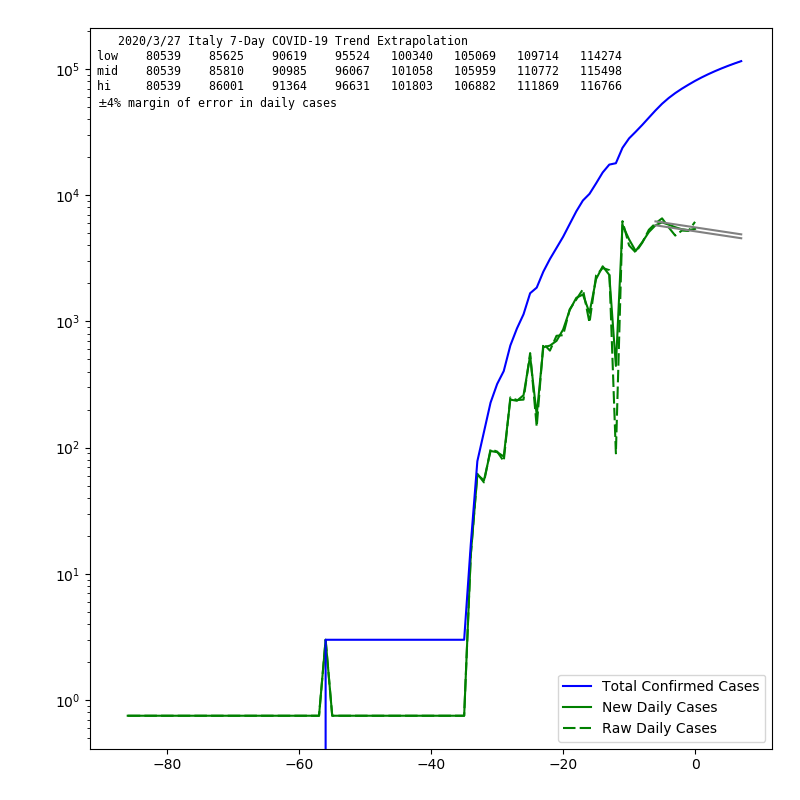 2020/3/27 Italy 7-Day COVID-19 Trend Extrapolation
low 80539 85625 90619 95524 100340 105069 109714 114274
mid 80539 85810 90985 96067 101058 105959 110772 115498
hi 80539 86001 91364 96631 101803 106882 111869 116766
±4% margin of error in daily cases
10⁵
10⁴
10³
10²
10¹
10⁰
Total Confirmed Cases
New Daily Cases
Raw Daily Cases
−80 −60 −40 −20 0